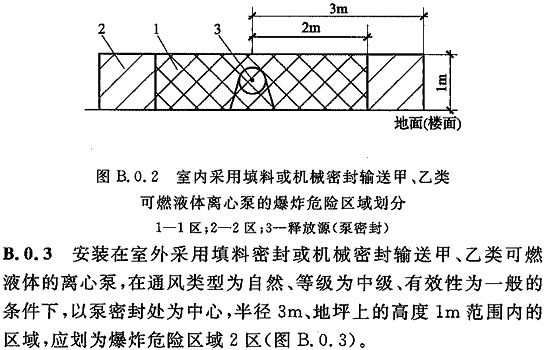 3m
2 1 3
2m
1m
地面(楼面)
图 B.0.2 室内采用填料或机械密封输送甲、乙类
可燃液体离心泵的爆炸危险区域划分
1—1区;2—2区;3—释放源(泵密封)
B.0.3 安装在室外采用填料密封或机械密封输送甲、乙类可燃
液体的离心泵,在通风类型为自然、等级为中级、有效性为一般的
条件下,以泵密封处为中心,半径 3m、地坪上的高度 1m 范围内的
区域,应划为爆炸危险区域 2 区(图 B.0.3)。